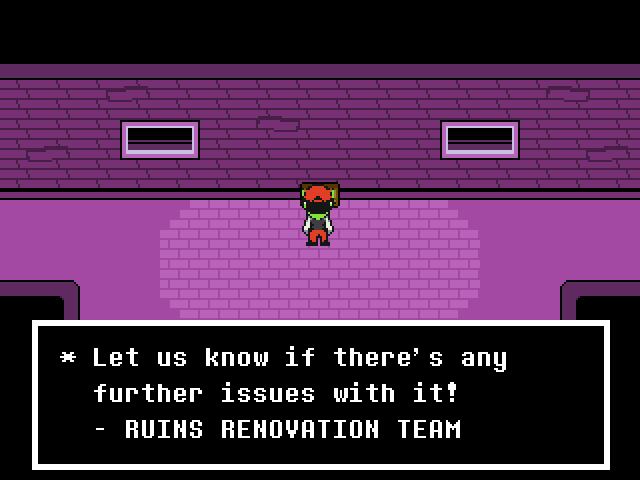 * Let us know if there's any
further issues with it!
- RUINS RENOVATION TEAM